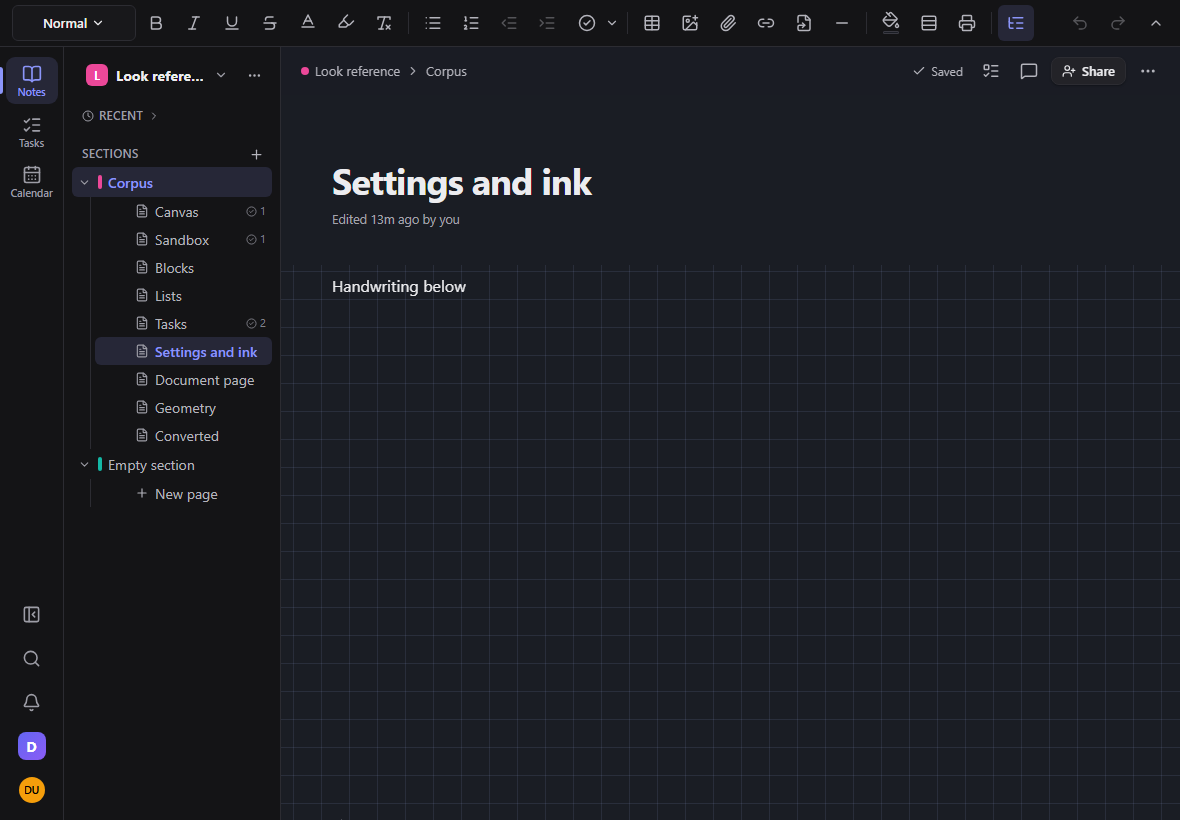 Normal
Look refere...
Look reference > Corpus
Saved
Share
Notes
Tasks
Calendar
RECENT
SECTIONS
Corpus
Canvas 1
Sandbox 1
Blocks
Lists
Tasks 2
Settings and ink
Document page
Geometry
Converted
Empty section
+ New page
D
DU
Settings and ink
Edited 13m ago by you
Handwriting below